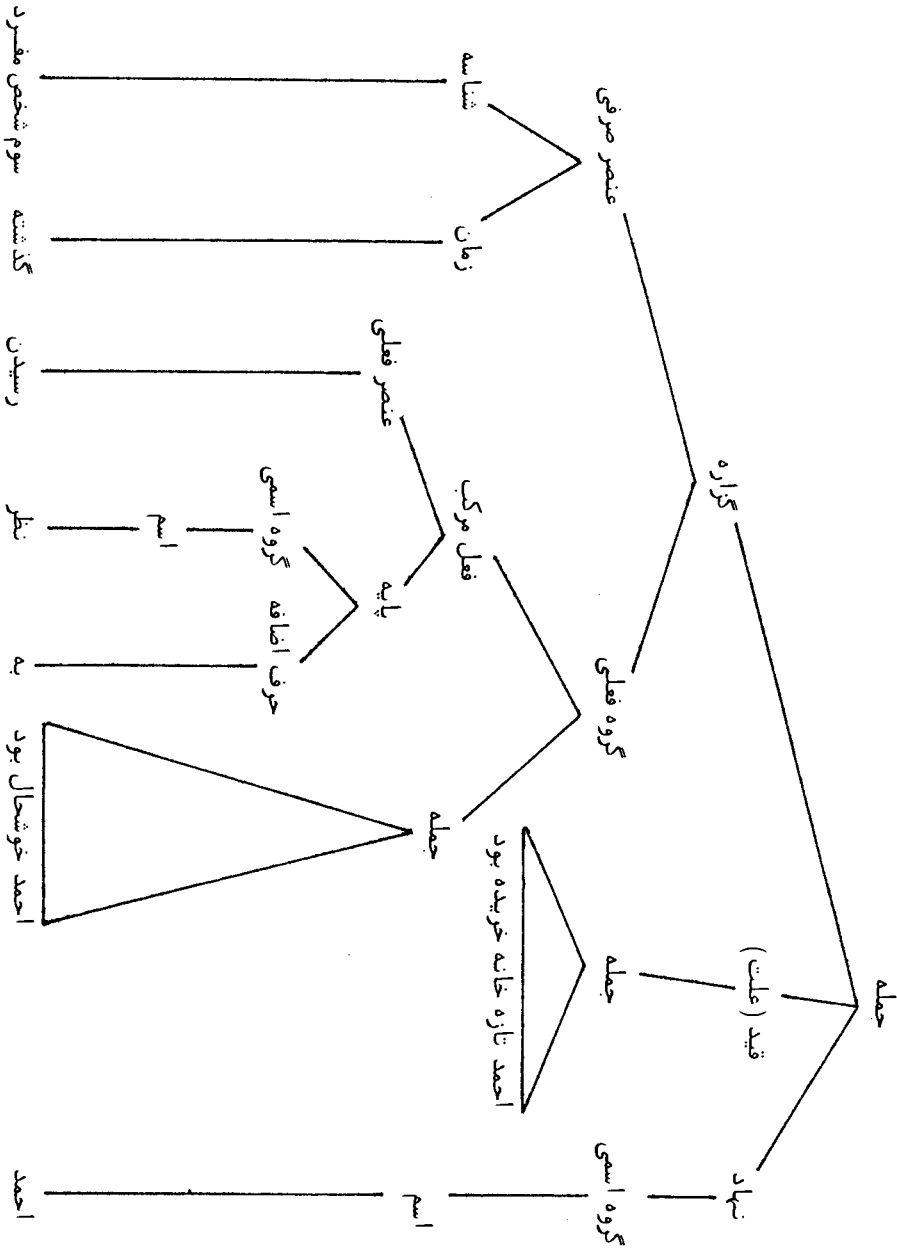 جمله
نهاد
قید (علت)
گزاره
گروه اسمی
جمله
گروه فعلی
عنصر صرفی
اسم
احمد تازه خانه خریده بود
جمله
فعل مرکب
زمان
شناسه
پایه
عنصر فعلی
حرف اضافه
گروه اسمی
اسم
احمد
احمد خوشحال بود
به
نظر
رسیدن
گذشته
سوم شخص مفرد